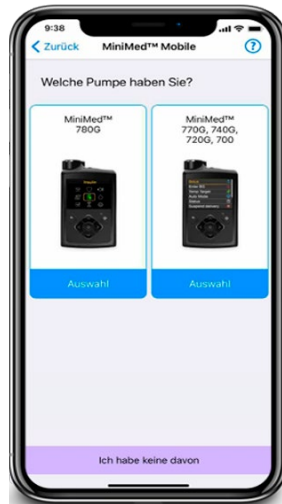 9:38
Zurück MiniMed™ Mobile ?
Welche Pumpe haben Sie?
MiniMed™
780G
MiniMed™
770G, 740G,
720G, 700
Auswahl
Auswahl
Ich habe keine davon